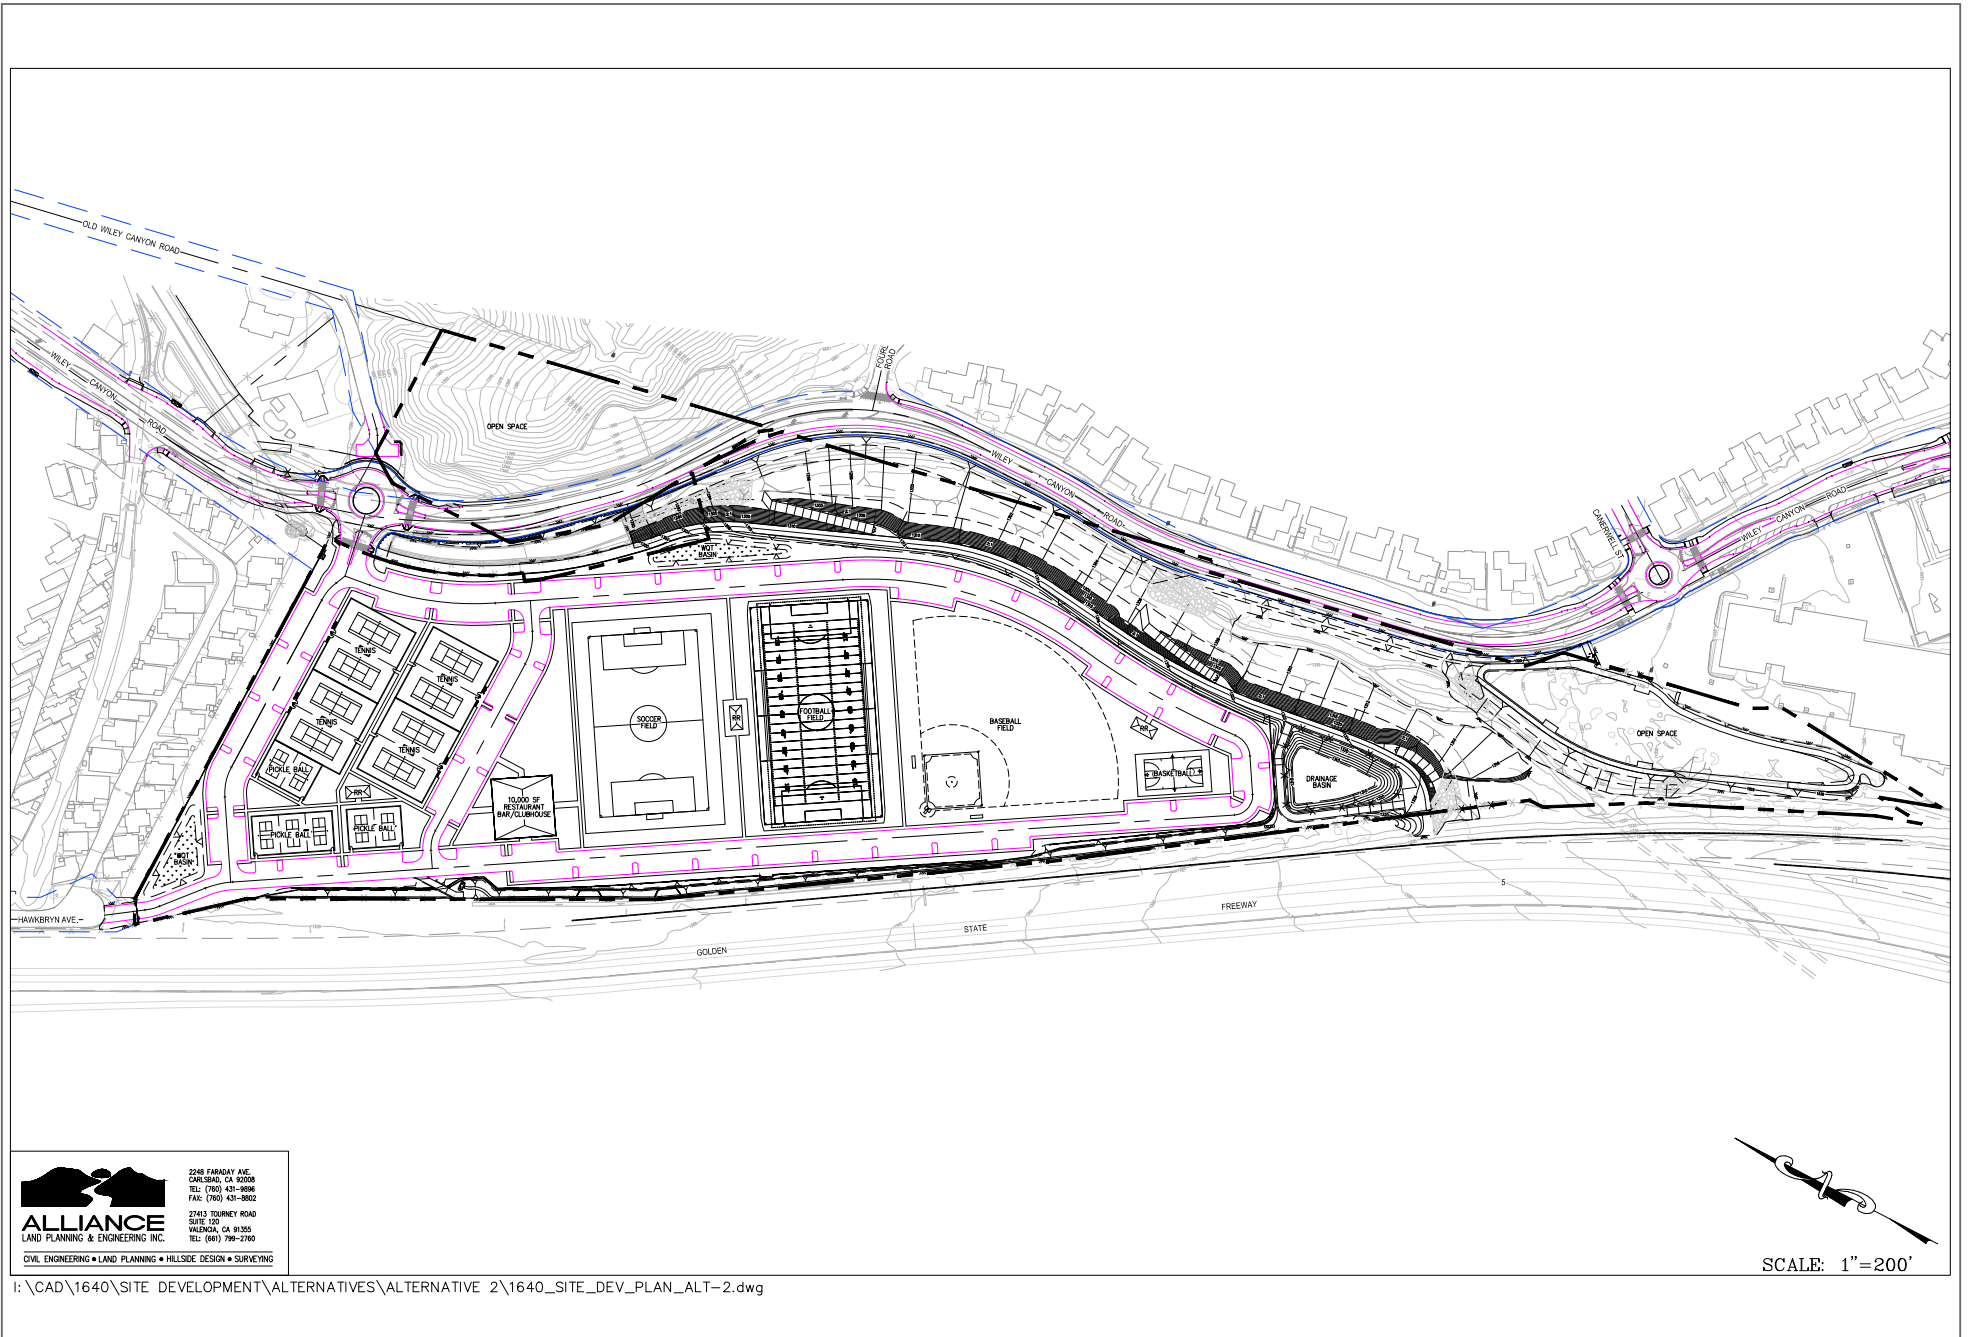 OLD WILEY CANYON ROAD
WILEY
CANYON
ROAD
OPEN SPACE
FOURL
ROAD
WILEY
CANYON
ROAD
CANERWELL ST
WILEY
CANYON
ROAD
WQT
BASIN
TENNIS
TENNIS
TENNIS
TENNIS
PICKLE BALL
RR
PICKLE BALL
PICKLE BALL
WQT
BASIN
10,000 SF
RESTAURANT
BAR/CLUBHOUSE
SOCCER
FIELD
RR
FOOTBALL
FIELD
BASEBALL
FIELD
RR
BASKETBALL
DRAINAGE
BASIN
OPEN SPACE
HAWKBRYN AVE.
GOLDEN
STATE
FREEWAY
5
ALLIANCE
LAND PLANNING & ENGINEERING INC.
2248 FARADAY AVE.
CARLSBAD, CA 92008
TEL: (760) 431-9896
FAX: (760) 431-8802
27413 TOURNEY ROAD
SUITE 120
VALENCIA, CA 91355
TEL: (661) 799-2760
CIVIL ENGINEERING • LAND PLANNING • HILLSIDE DESIGN • SURVEYING
SCALE: 1"=200'
I:\CAD\1640\SITE DEVELOPMENT\ALTERNATIVES\ALTERNATIVE 2\1640_SITE_DEV_PLAN_ALT-2.dwg